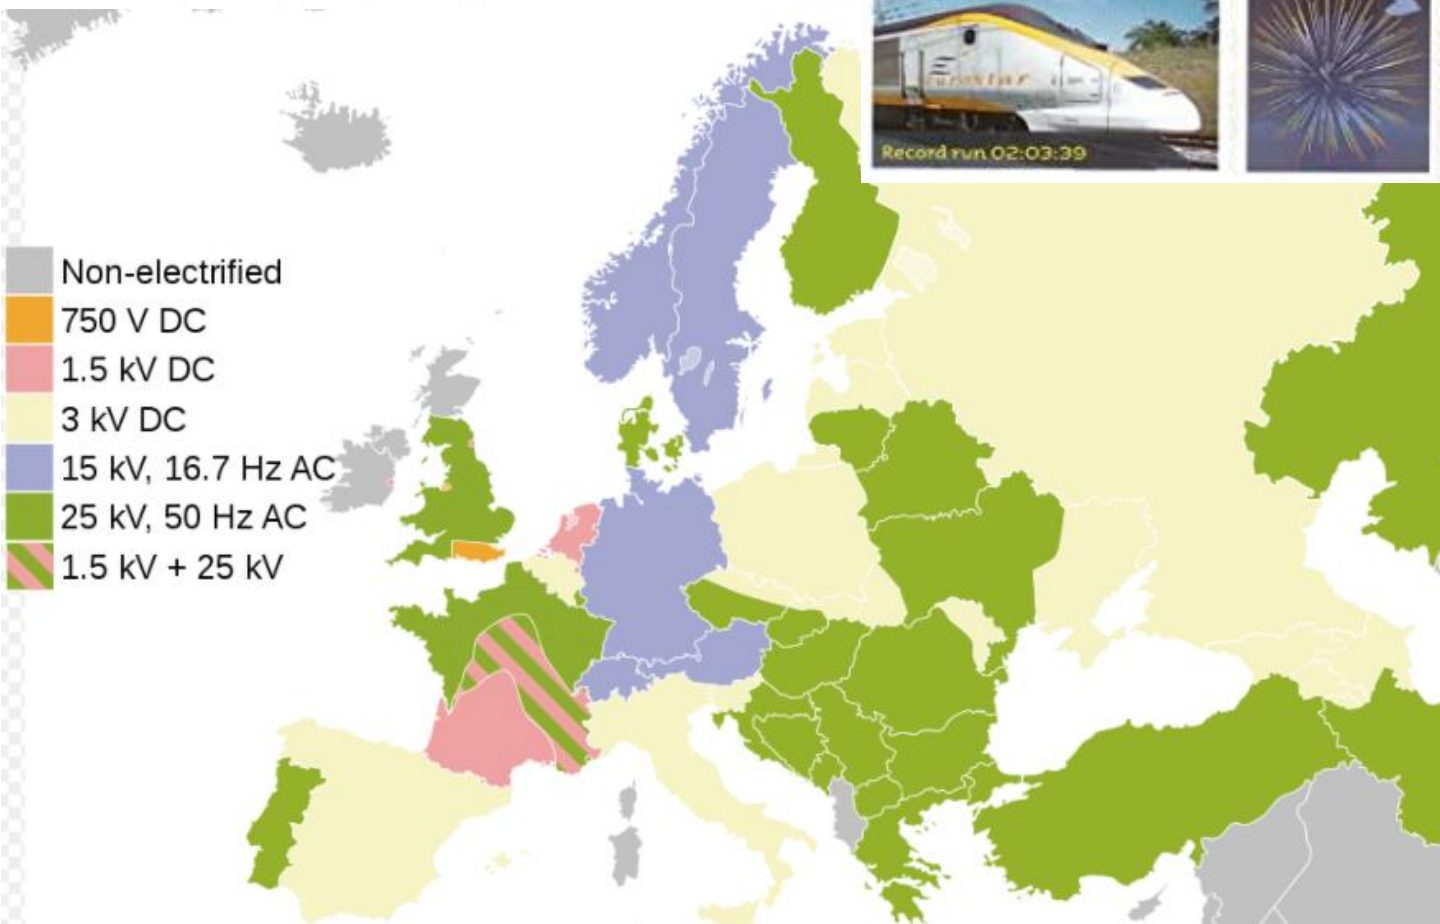 eurostar
Record run 02:03:39
Non-electrified
750 V DC
1.5 kV DC
3 kV DC
15 kV, 16.7 Hz AC
25 kV, 50 Hz AC
1.5 kV + 25 kV